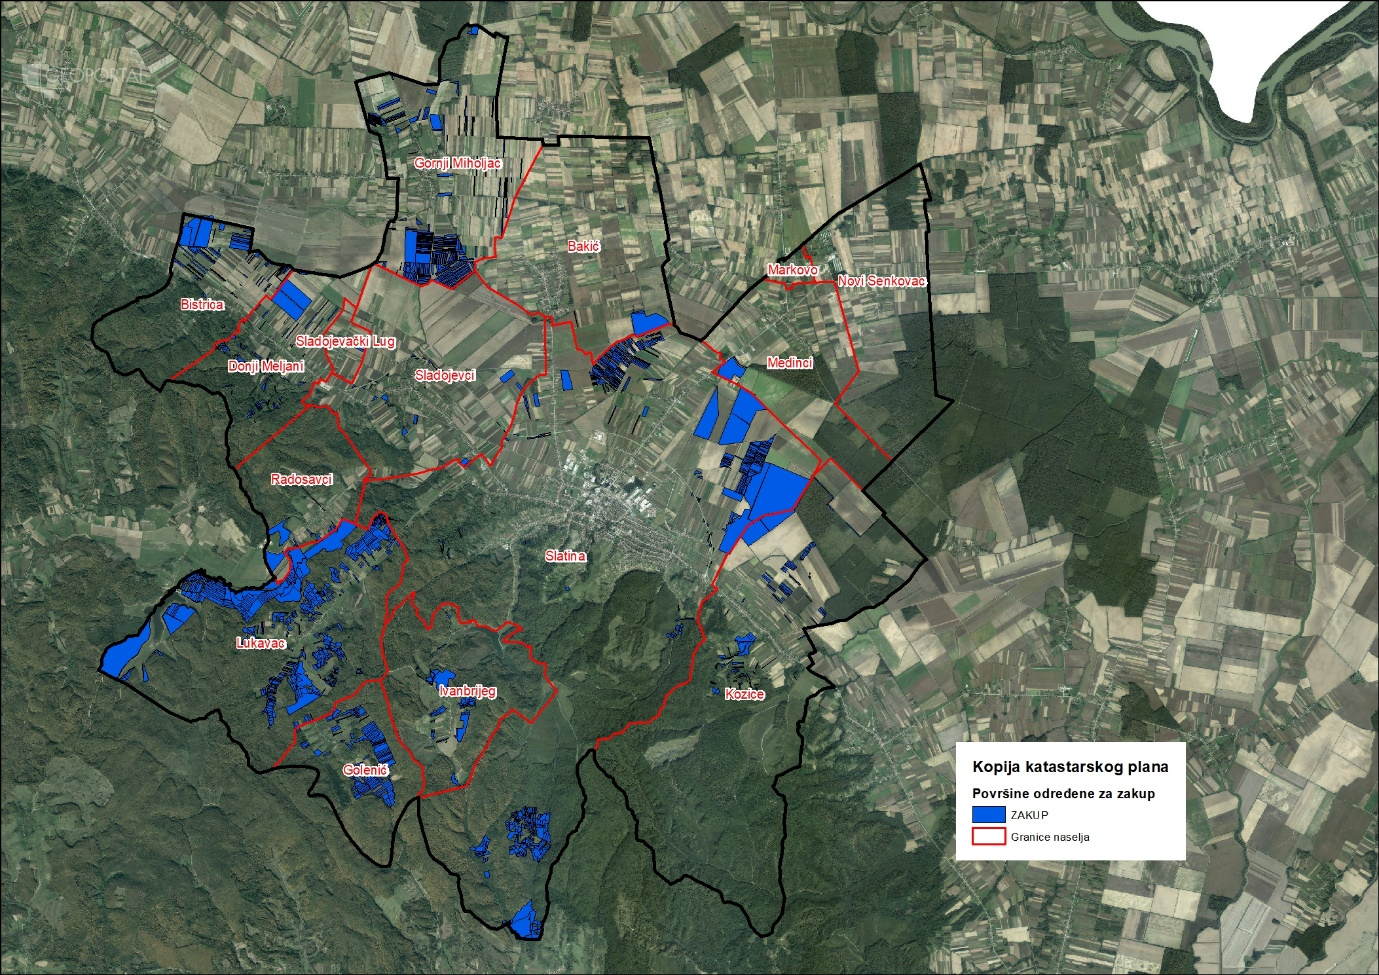 GEOPORTAL
Gornji Miholjac
Bakić
Markovo
Novi Senkovac
Bistrica
Sladojevački Lug
Donji Meljani
Sladojevci
Medinci
Radosavci
Slatina
Lukavac
Ivanbrijeg
Kozice
Golenić
Kopija katastarskog plana
Površine određene za zakup
ZAKUP
Granice naselja